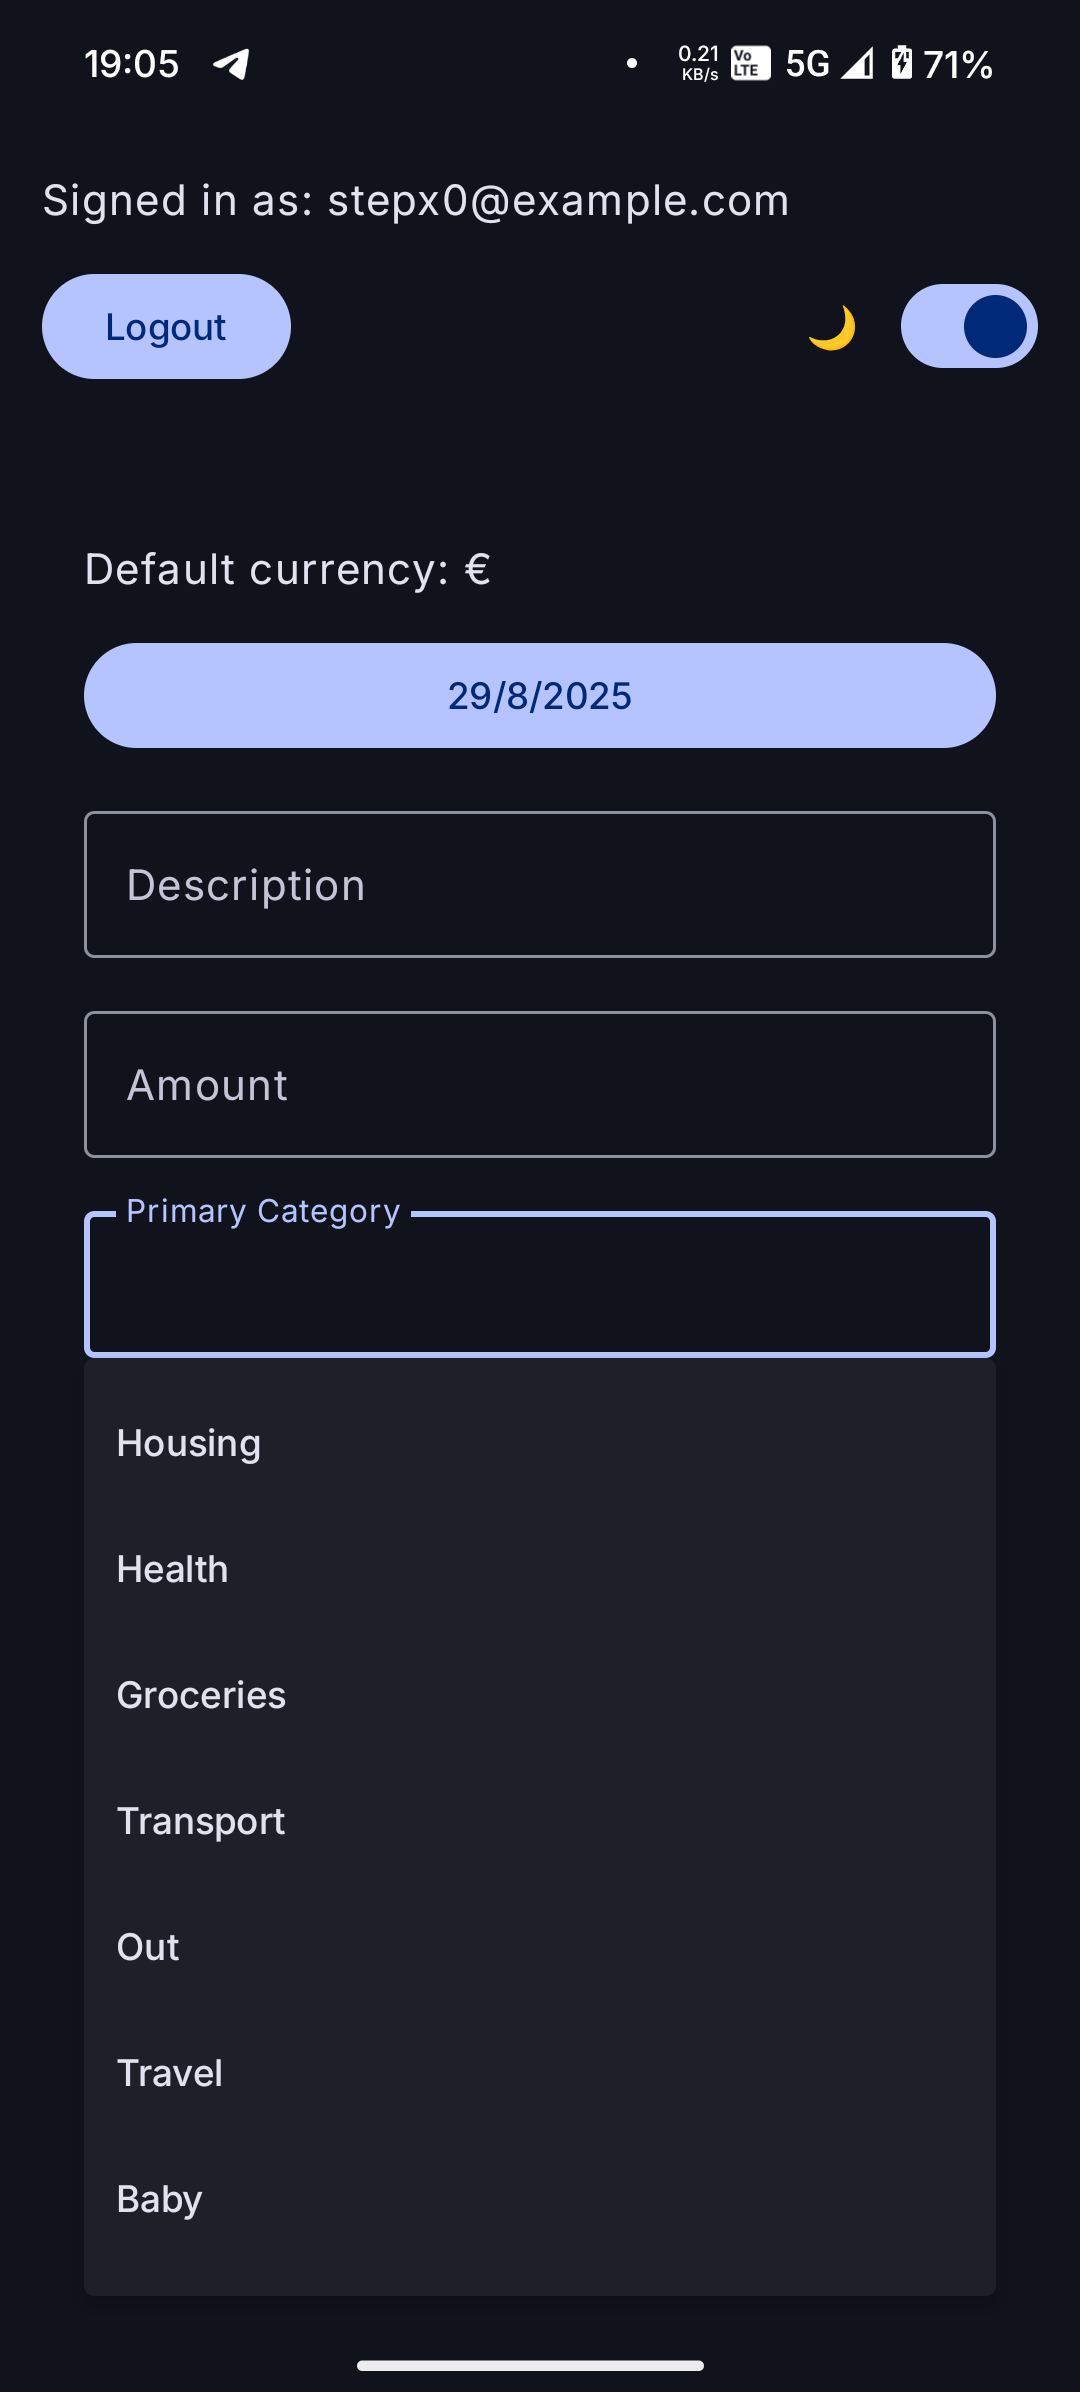 19:05
0.21
KB/s
Vo
LTE
5G
71%
Signed in as: stepx0@example.com
Logout
Default currency: €
29/8/2025
Description
Amount
Primary Category
Housing
Health
Groceries
Transport
Out
Travel
Baby